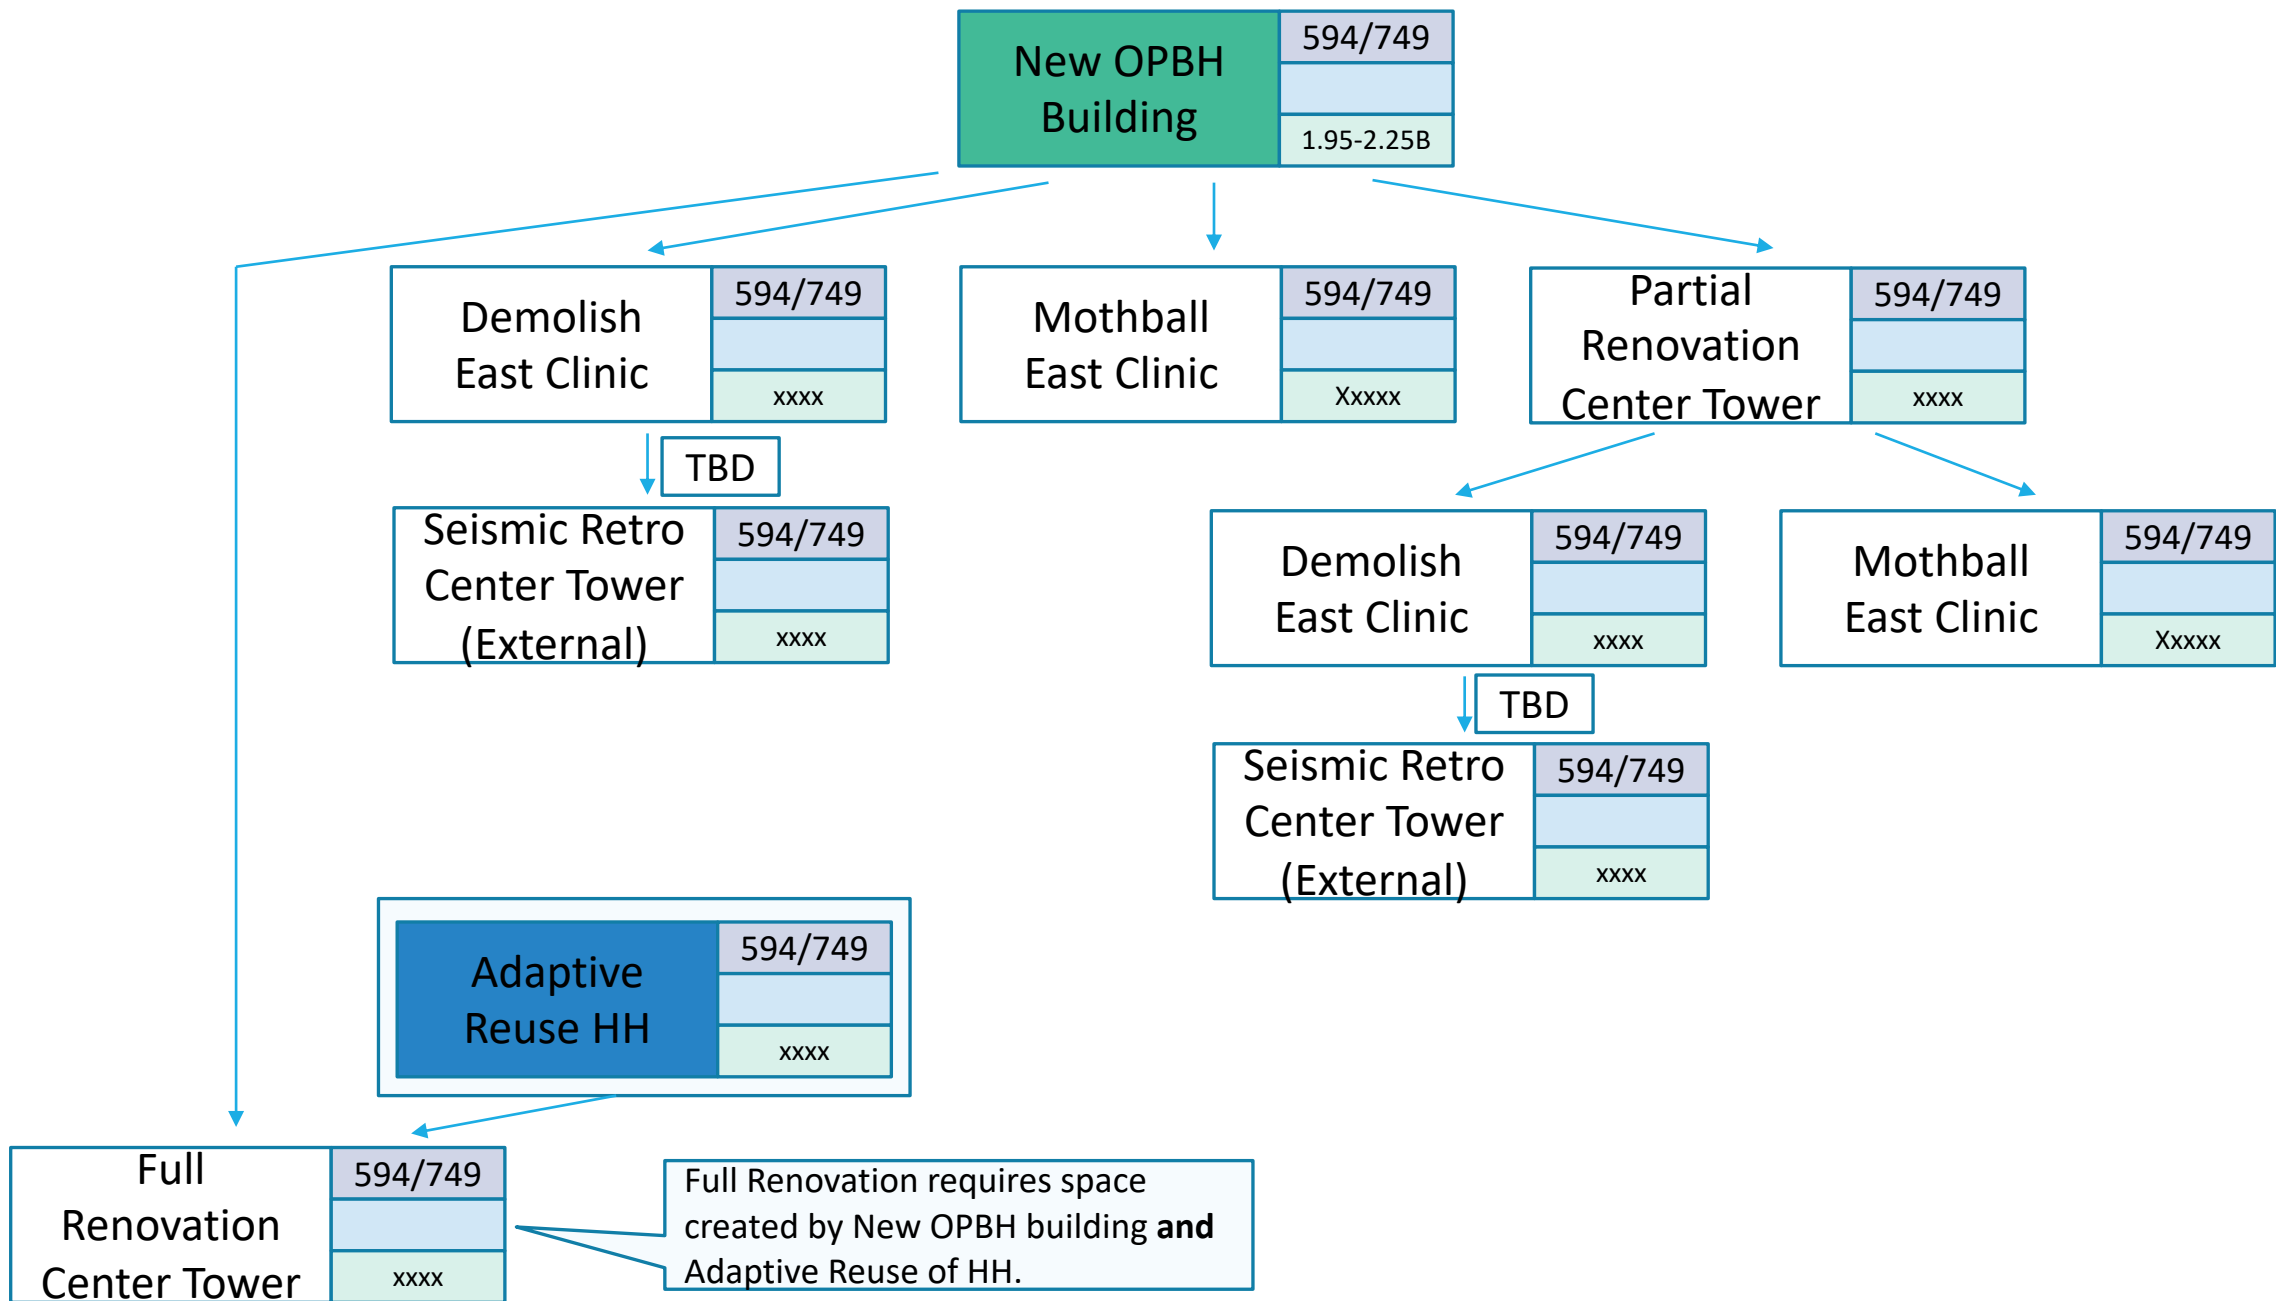 New OPBH
Building
594/749
1.95-2.25B
Demolish
East Clinic
594/749
xxxx
Mothball
East Clinic
594/749
Xxxxx
Partial
Renovation
Center Tower
594/749
xxxx
TBD
Seismic Retro
Center Tower
(External)
594/749
xxxx
Demolish
East Clinic
594/749
xxxx
Mothball
East Clinic
594/749
Xxxxx
TBD
Seismic Retro
Center Tower
(External)
594/749
xxxx
Adaptive
Reuse HH
594/749
xxxx
Full
Renovation
Center Tower
594/749
xxxx
Full Renovation requires space
created by New OPBH building and
Adaptive Reuse of HH.